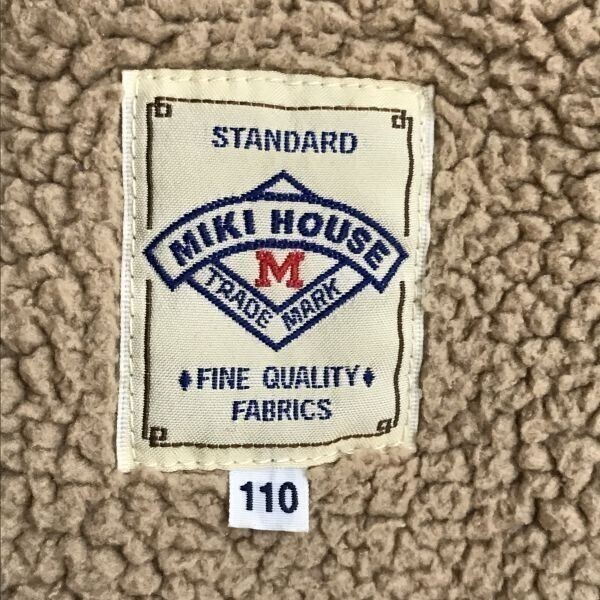 STANDARD
MIKI HOUSE
M
TRADE MARK
FINE QUALITY
FABRICS
110